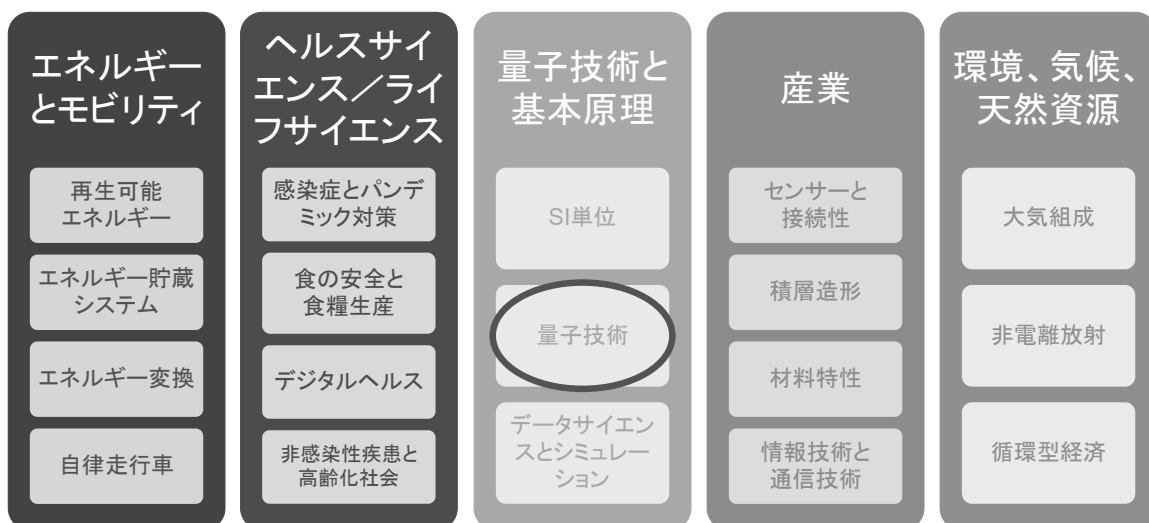 エネルギー
とモビリティ
再生可能
エネルギー
エネルギー貯蔵
システム
エネルギー変換
自律走行車
ヘルスサイ
エンス／ライ
フサイエンス
感染症とパンデ
ミック対策
食の安全と
食糧生産
デジタルヘルス
非感染性疾患と
高齢化社会
量子技術と
基本原理
SI単位
量子技術
データサイエン
スとシミュレー
ション
産業
センサーと
接続性
積層造形
材料特性
情報技術と
通信技術
環境、気候、
天然資源
大気組成
非電離放射
循環型経済